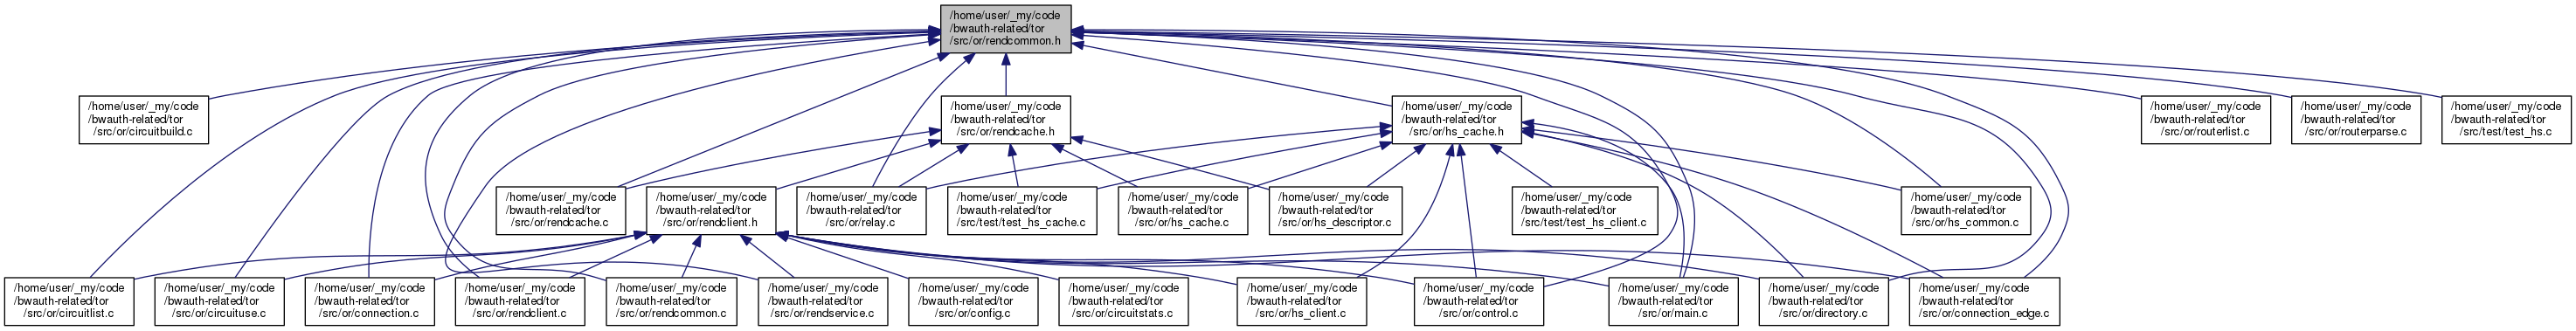 /home/user/_my/code
/bwauth-related/tor
/src/or/rendcommon.h
/home/user/_my/code
/bwauth-related/tor
/src/or/circuitbuild.c
/home/user/_my/code
/bwauth-related/tor
/src/or/rendcache.h
/home/user/_my/code
/bwauth-related/tor
/src/or/hs_cache.h
/home/user/_my/code
/bwauth-related/tor
/src/or/routerlist.c
/home/user/_my/code
/bwauth-related/tor
/src/or/routerparse.c
/home/user/_my/code
/bwauth-related/tor
/src/test/test_hs.c
/home/user/_my/code
/bwauth-related/tor
/src/or/rendcache.c
/home/user/_my/code
/bwauth-related/tor
/src/or/rendclient.h
/home/user/_my/code
/bwauth-related/tor
/src/or/relay.c
/home/user/_my/code
/bwauth-related/tor
/src/test/test_hs_cache.c
/home/user/_my/code
/bwauth-related/tor
/src/or/hs_cache.c
/home/user/_my/code
/bwauth-related/tor
/src/or/hs_descriptor.c
/home/user/_my/code
/bwauth-related/tor
/src/test/test_hs_client.c
/home/user/_my/code
/bwauth-related/tor
/src/or/hs_common.c
/home/user/_my/code
/bwauth-related/tor
/src/or/circuitlist.c
/home/user/_my/code
/bwauth-related/tor
/src/or/circuituse.c
/home/user/_my/code
/bwauth-related/tor
/src/or/connection.c
/home/user/_my/code
/bwauth-related/tor
/src/or/rendclient.c
/home/user/_my/code
/bwauth-related/tor
/src/or/rendcommon.c
/home/user/_my/code
/bwauth-related/tor
/src/or/rendservice.c
/home/user/_my/code
/bwauth-related/tor
/src/or/config.c
/home/user/_my/code
/bwauth-related/tor
/src/or/circuitstats.c
/home/user/_my/code
/bwauth-related/tor
/src/or/hs_client.c
/home/user/_my/code
/bwauth-related/tor
/src/or/control.c
/home/user/_my/code
/bwauth-related/tor
/src/or/main.c
/home/user/_my/code
/bwauth-related/tor
/src/or/directory.c
/home/user/_my/code
/bwauth-related/tor
/src/or/connection_edge.c